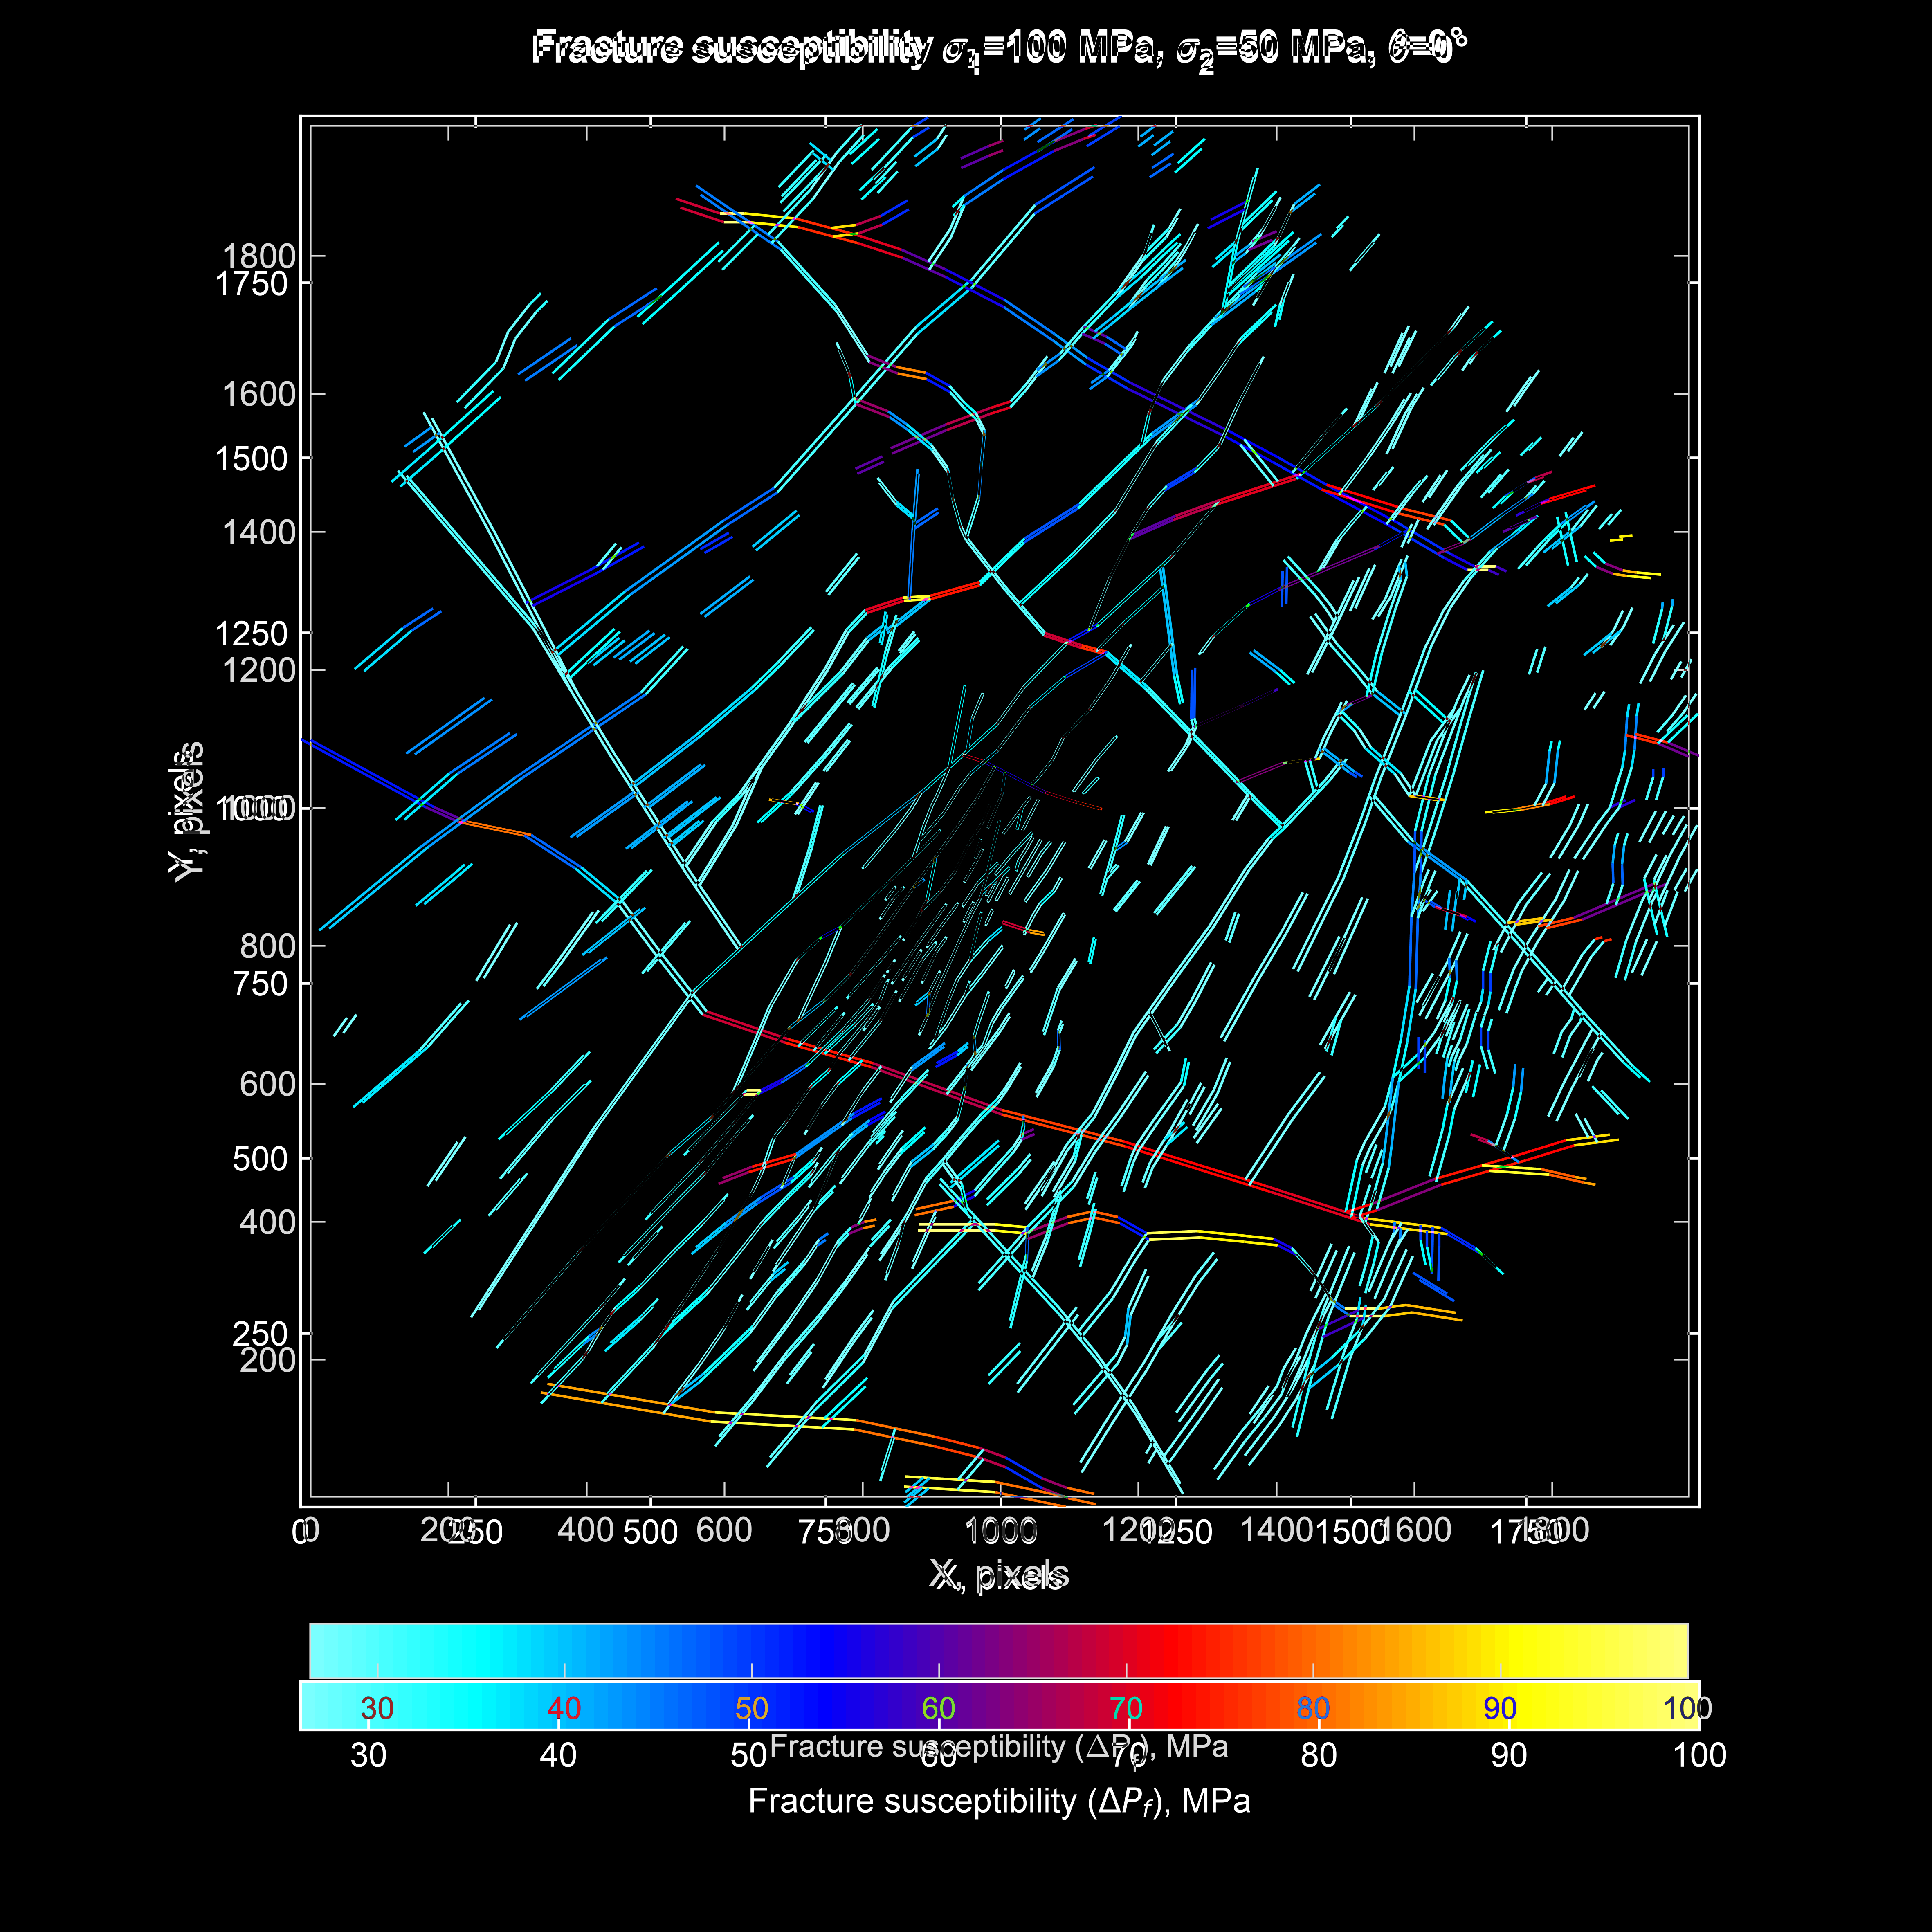 Fracture susceptibility σ1=100 MPa, σ2=50 MPa, θ=0°
1800
1750
1600
1500
1400
1250
1200
1000
800
750
600
500
400
250
200
Y, pixels
0 200 250 400 500 600 750 800 1000 1200 1250 1400 1500 1600 1750 1800
X, pixels
30 40 50 60 70 80 90 100
Fracture susceptibility (ΔPf), MPa
30 40 50 60 70 80 90 100
Fracture susceptibility (ΔPf), MPa